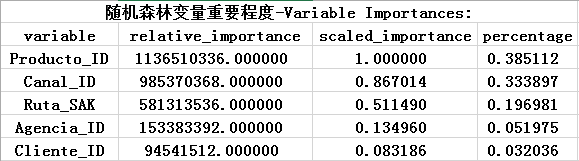 随机森林变量重要程度-Variable Importances:
variable relative_importance scaled_importance percentage
Producto_ID 1136510336.000000 1.000000 0.385112
Canal_ID 985370368.000000 0.867014 0.333897
Ruta_SAK 581313536.000000 0.511490 0.196981
Agencia_ID 153383392.000000 0.134960 0.051975
Cliente_ID 94541512.000000 0.083186 0.032036